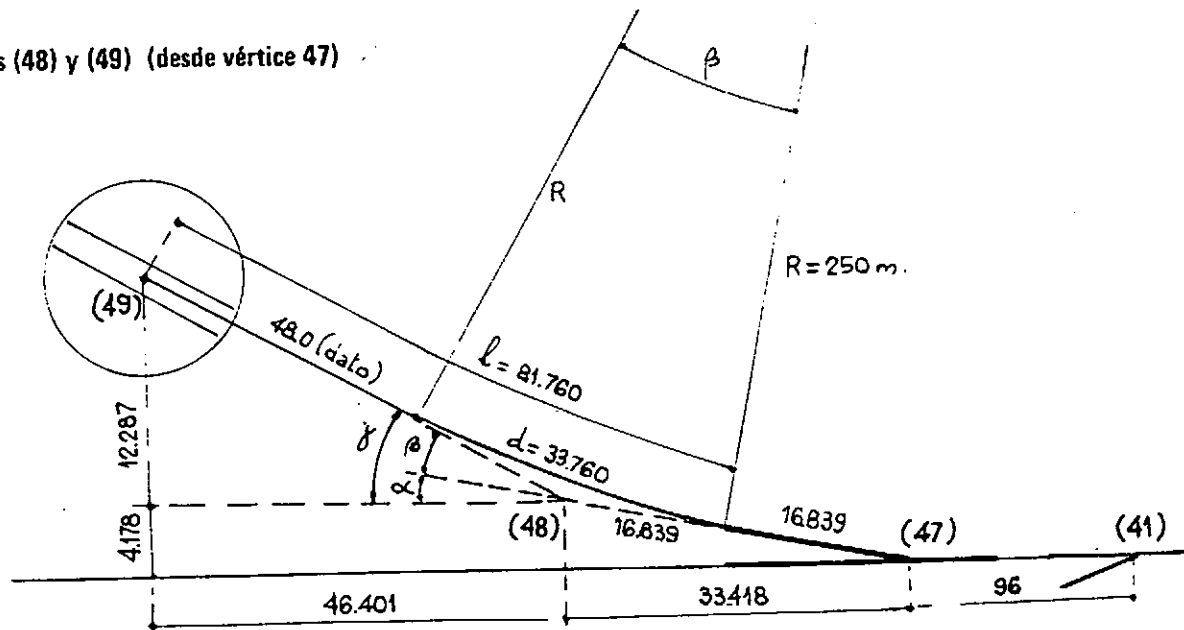 s (48) y (49) (desde vértice 47)
β
R
R = 250 m.
(49)
48.0 (dato)
l = 81.760
d = 33.760
γ
β
α
12.287
4.178
(48)
16.839
16.839
(47)
(41)
46.401
33.418
96